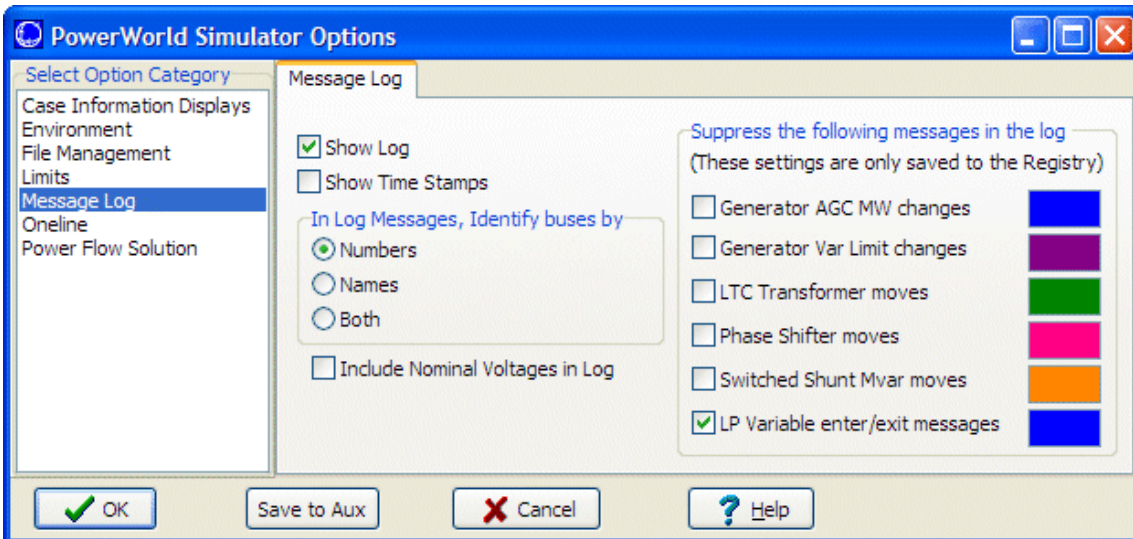 PowerWorld Simulator Options
Select Option Category
Case Information Displays
Environment
File Management
Limits
Message Log
Oneline
Power Flow Solution
Message Log
Show Log
Show Time Stamps
In Log Messages, Identify buses by
Numbers
Names
Both
Include Nominal Voltages in Log
Suppress the following messages in the log
(These settings are only saved to the Registry)
Generator AGC MW changes
Generator Var Limit changes
LTC Transformer moves
Phase Shifter moves
Switched Shunt Mvar moves
LP Variable enter/exit messages
OK
Save to Aux
Cancel
? Help